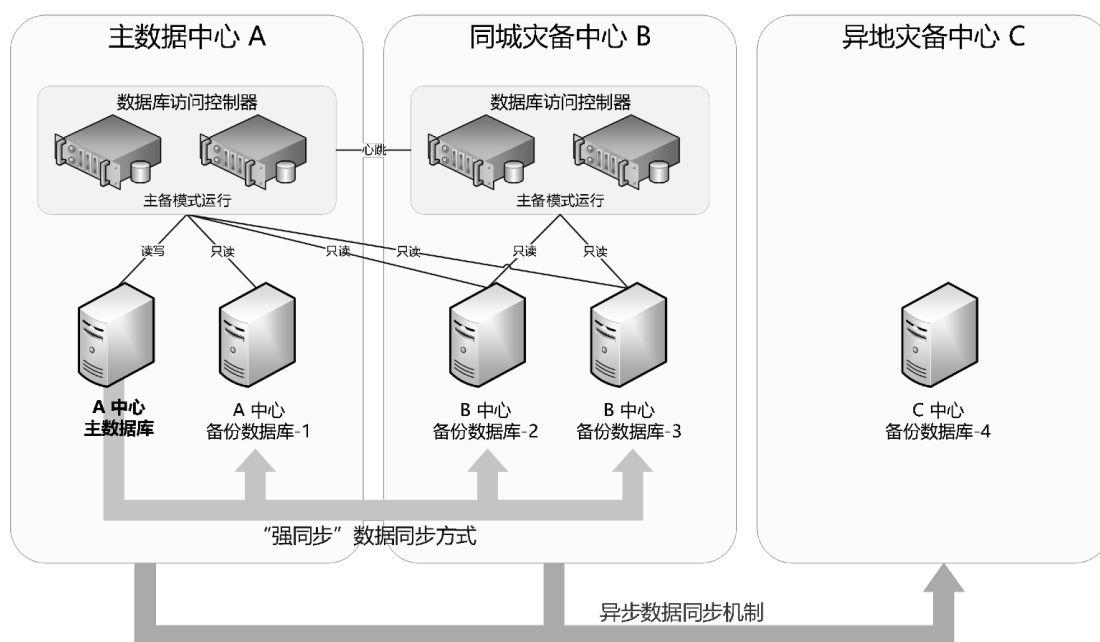 主数据中心 A
同城灾备中心 B
异地灾备中心 C
数据库访问控制器
数据库访问控制器
心跳
主备模式运行
主备模式运行
读写
只读
只读
只读
只读
只读
A 中心
主数据库
A 中心
备份数据库-1
B 中心
备份数据库-2
B 中心
备份数据库-3
C 中心
备份数据库-4
“强同步”数据同步方式
异步数据同步机制